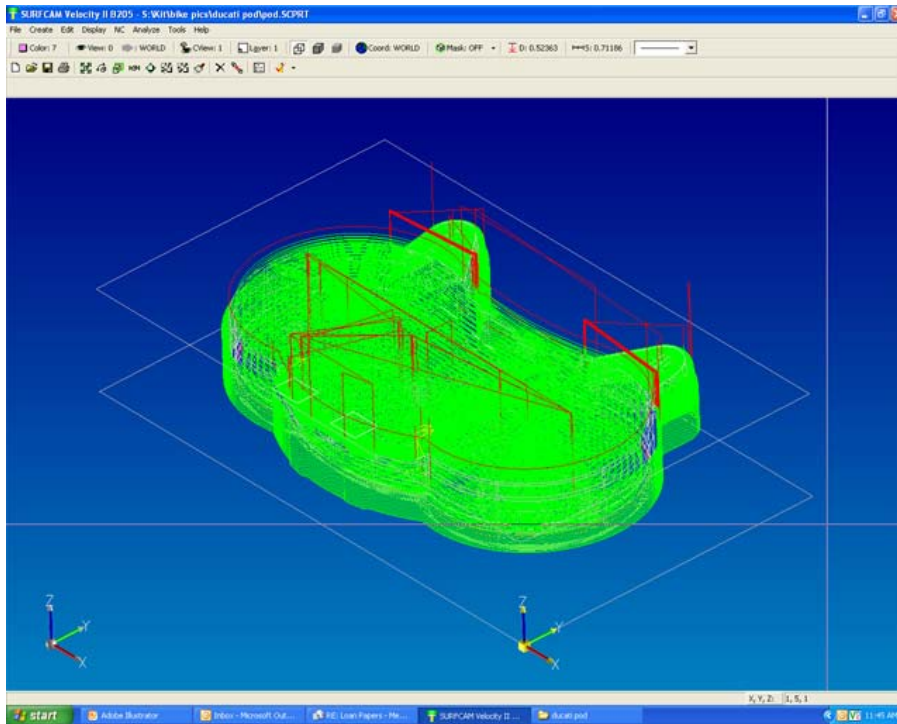 SURFCAM Velocity II B205 - S:\Kit\bike pics\ducati pod\pod.SCPRT
File Create Edit Display NC Analyze Tools Help
Color: 7 View: 0 WORLD CView: 1 Layer: 1 Coord: WORLD Mask: OFF D: 0.52363 S: 0.71186
Z
Y
X
Z
Y
X
X, Y, Z: 1, 5, 1
start Adobe Illustrator Inbox - Microsoft Out... RE: Loan Papers - Me... SURFCAM Velocity II ... ducati pod 11:45 AM